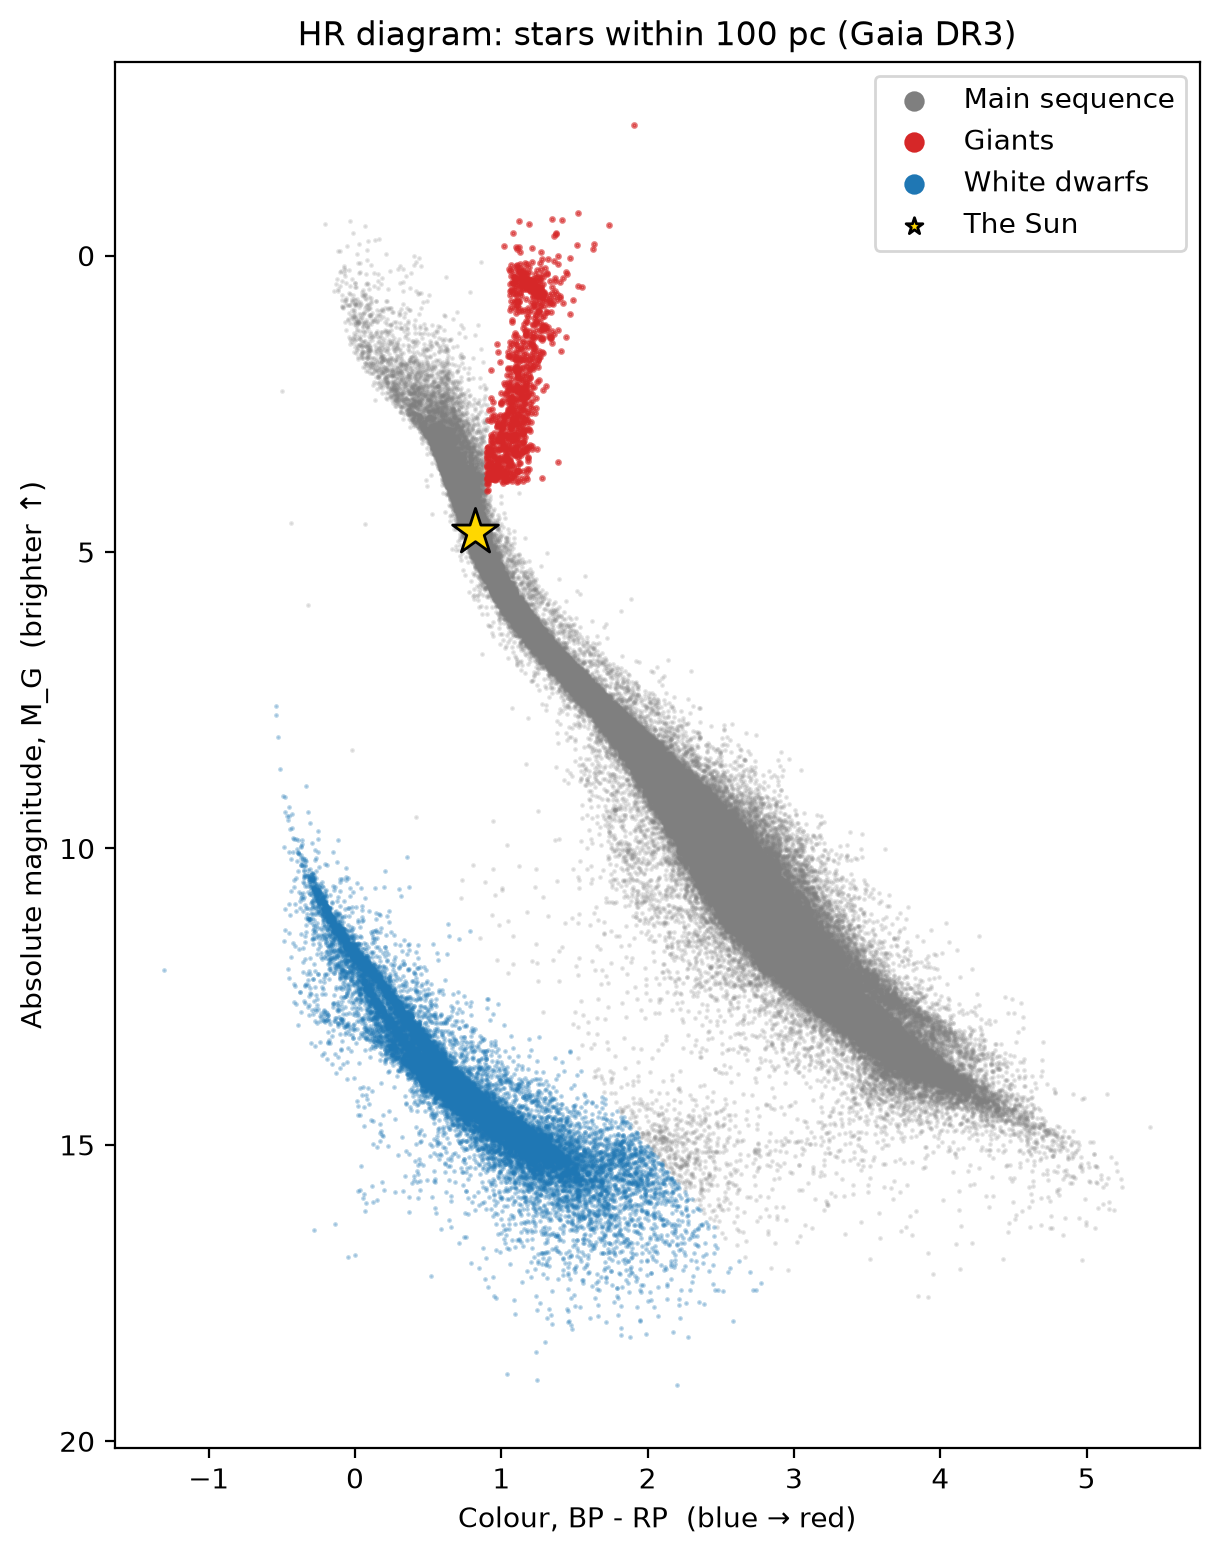 HR diagram: stars within 100 pc (Gaia DR3)
Main sequence
Giants
White dwarfs
The Sun
Absolute magnitude, M_G  (brighter ↑)
0
5
10
15
20
−1
0
1
2
3
4
5
Colour, BP - RP  (blue → red)